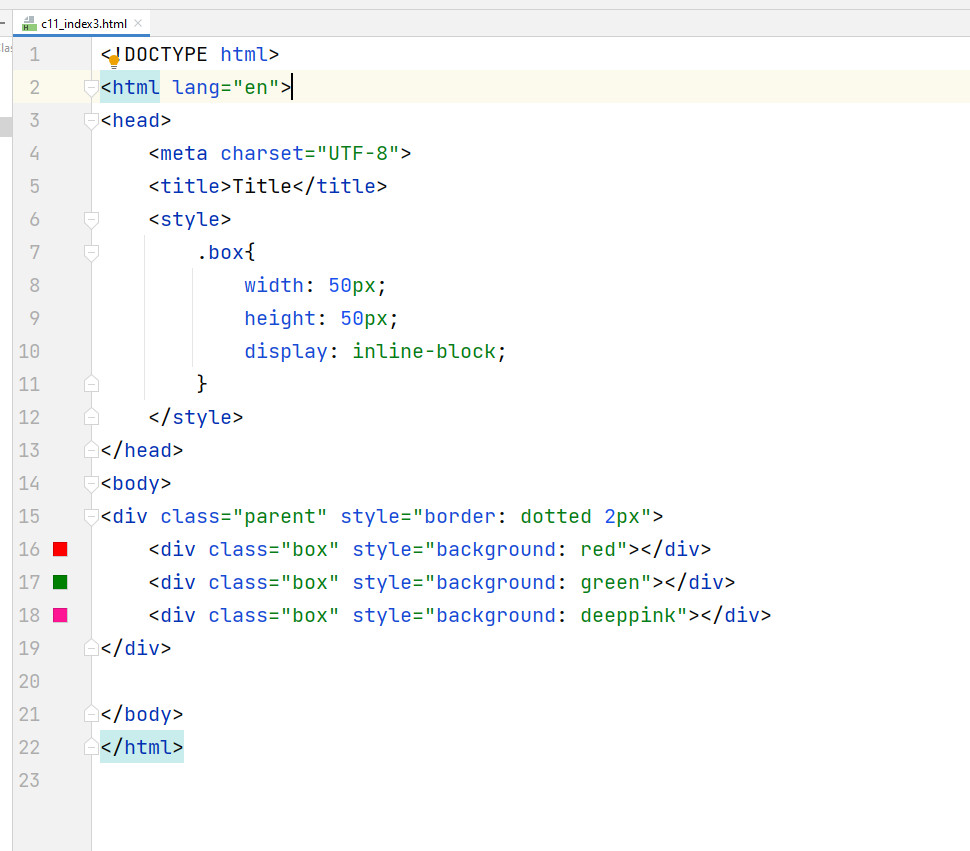 c11_index3.html
las
1 <!DOCTYPE html>
2 <html lang="en">
3 <head>
4     <meta charset="UTF-8">
5     <title>Title</title>
6     <style>
7         .box{
8             width: 50px;
9             height: 50px;
10             display: inline-block;
11         }
12     </style>
13 </head>
14 <body>
15 <div class="parent" style="border: dotted 2px">
16     <div class="box" style="background: red"></div>
17     <div class="box" style="background: green"></div>
18     <div class="box" style="background: deeppink"></div>
19 </div>
20
21 </body>
22 </html>
23